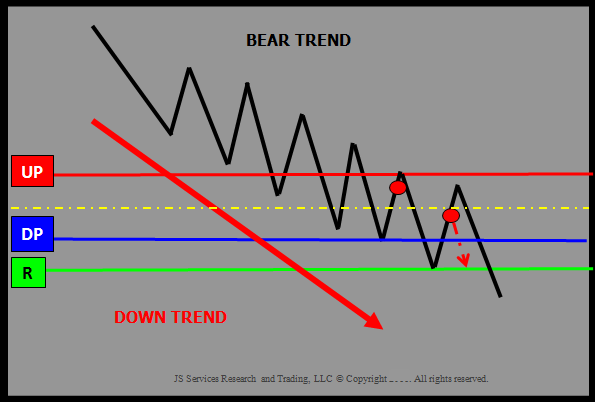 BEAR TREND
UP
DP
R
DOWN TREND
JS Services Research and Trading, LLC © Copyright ..... All rights reserved.